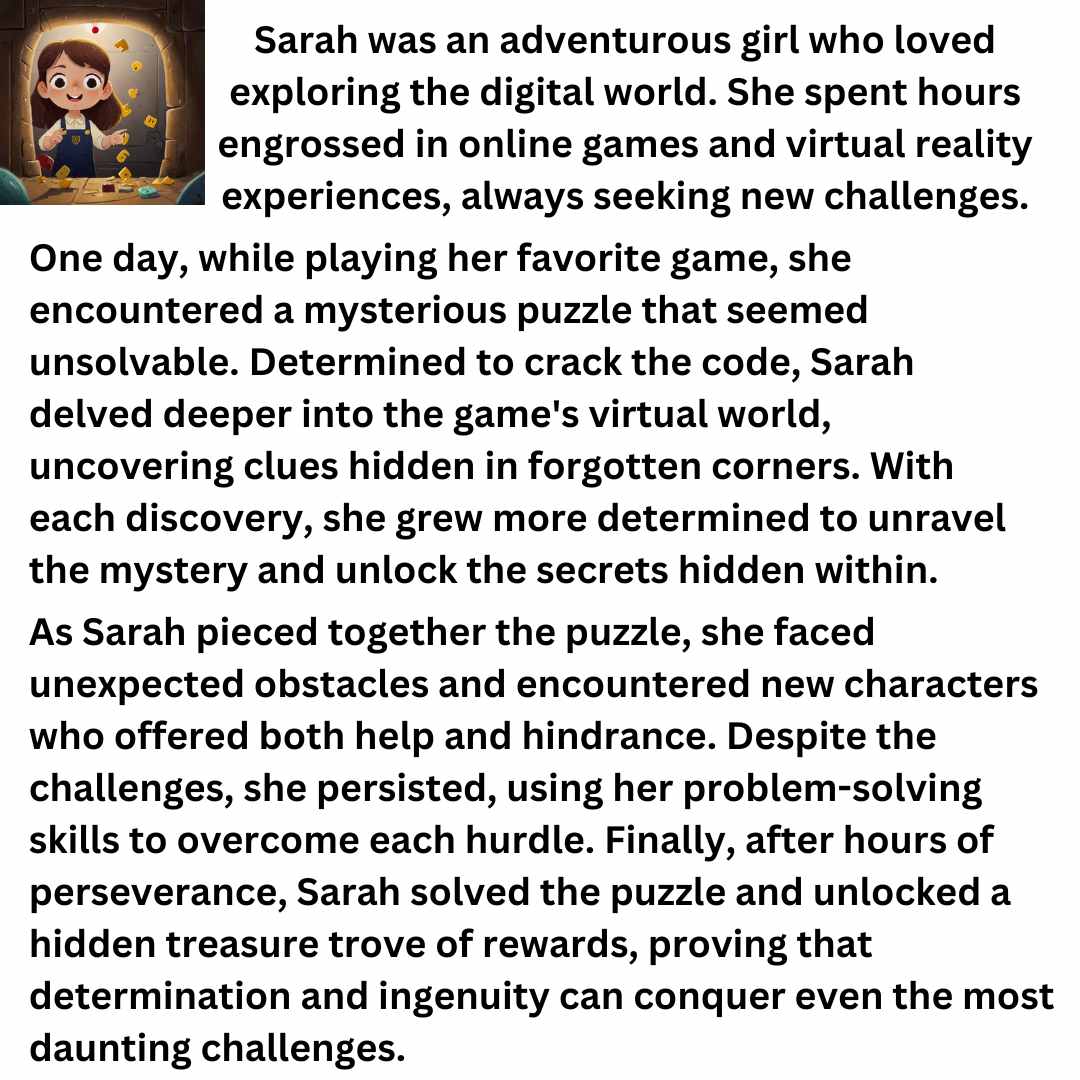 Sarah was an adventurous girl who loved
exploring the digital world. She spent hours
engrossed in online games and virtual reality
experiences, always seeking new challenges.
One day, while playing her favorite game, she
encountered a mysterious puzzle that seemed
unsolvable. Determined to crack the code, Sarah
delved deeper into the game's virtual world,
uncovering clues hidden in forgotten corners. With
each discovery, she grew more determined to unravel
the mystery and unlock the secrets hidden within.
As Sarah pieced together the puzzle, she faced
unexpected obstacles and encountered new characters
who offered both help and hindrance. Despite the
challenges, she persisted, using her problem-solving
skills to overcome each hurdle. Finally, after hours of
perseverance, Sarah solved the puzzle and unlocked a
hidden treasure trove of rewards, proving that
determination and ingenuity can conquer even the most
daunting challenges.